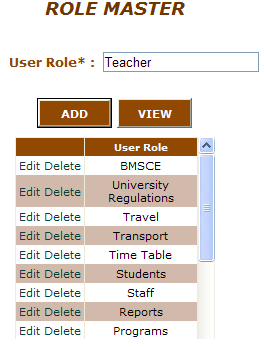 ROLE MASTER
User Role* : Teacher
ADD VIEW
User Role
Edit Delete BMSCE
Edit Delete University
Regulations
Edit Delete Travel
Edit Delete Transport
Edit Delete Time Table
Edit Delete Students
Edit Delete Staff
Edit Delete Reports
Edit Delete Programs